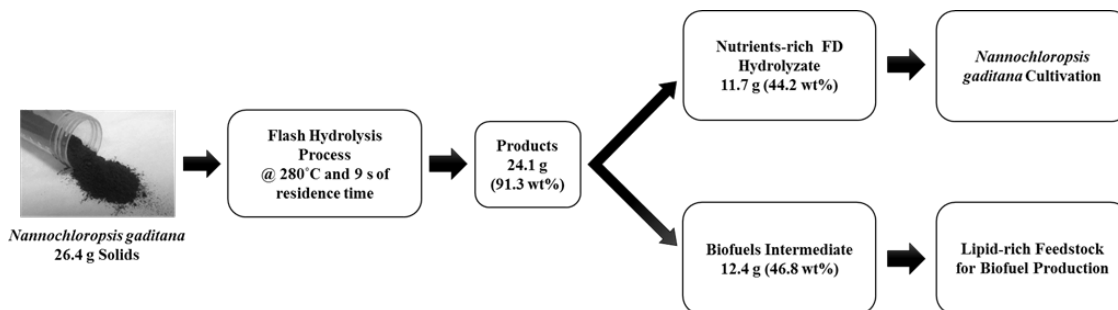 Nannochloropsis gaditana
26.4 g Solids
Flash Hydrolysis
Process
@ 280°C and 9 s of
residence time
Products
24.1 g
(91.3 wt%)
Nutrients-rich FD
Hydrolyzate
11.7 g (44.2 wt%)
Nannochloropsis
gaditana Cultivation
Biofuels Intermediate
12.4 g (46.8 wt%)
Lipid-rich Feedstock
for Biofuel Production